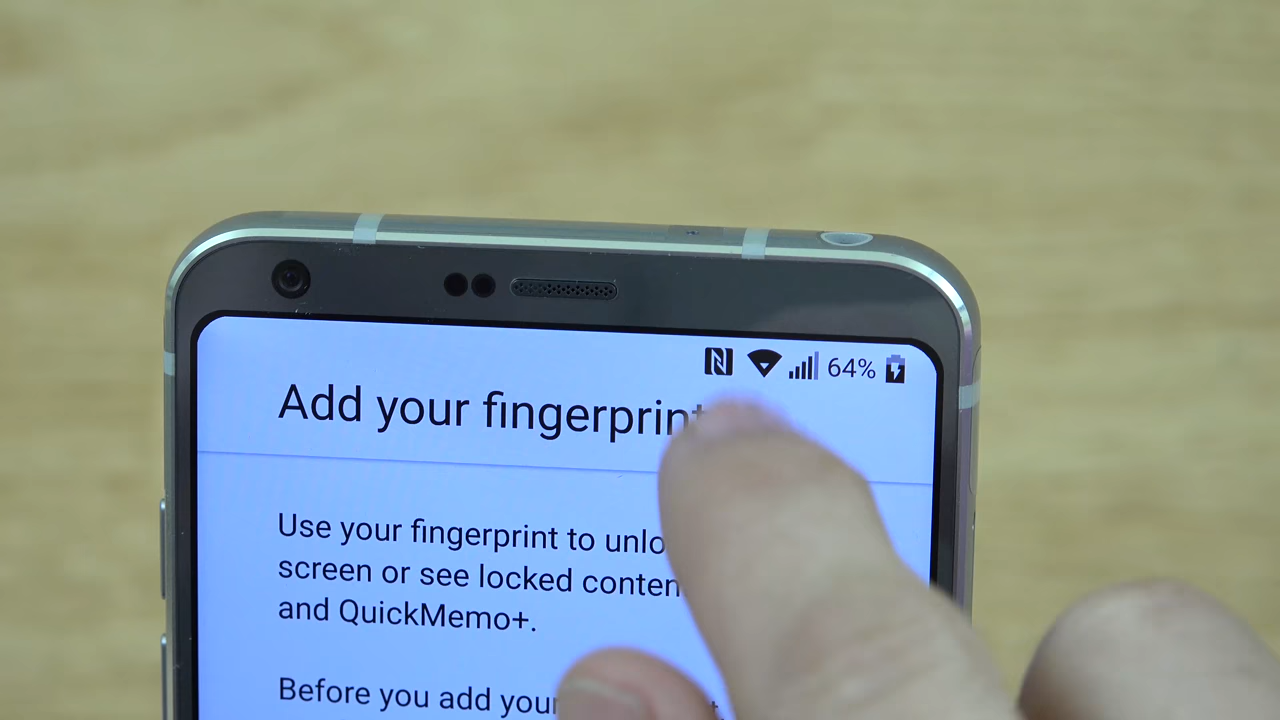 64%
Add your fingerprint
Use your fingerprint to unlo
screen or see locked conten
and QuickMemo+.
Before you add your